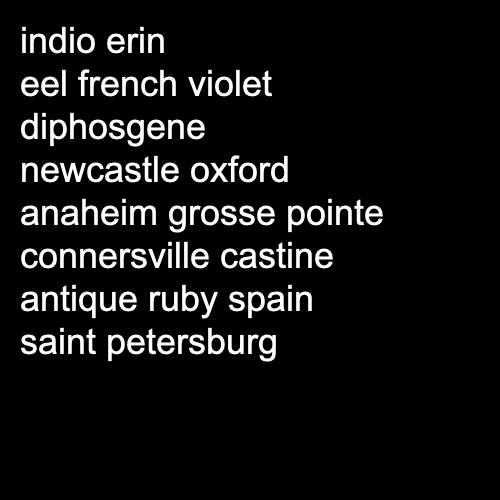 indio erin
eel french violet
diphosgene
newcastle oxford
anaheim grosse pointe
connersville castine
antique ruby spain
saint petersburg